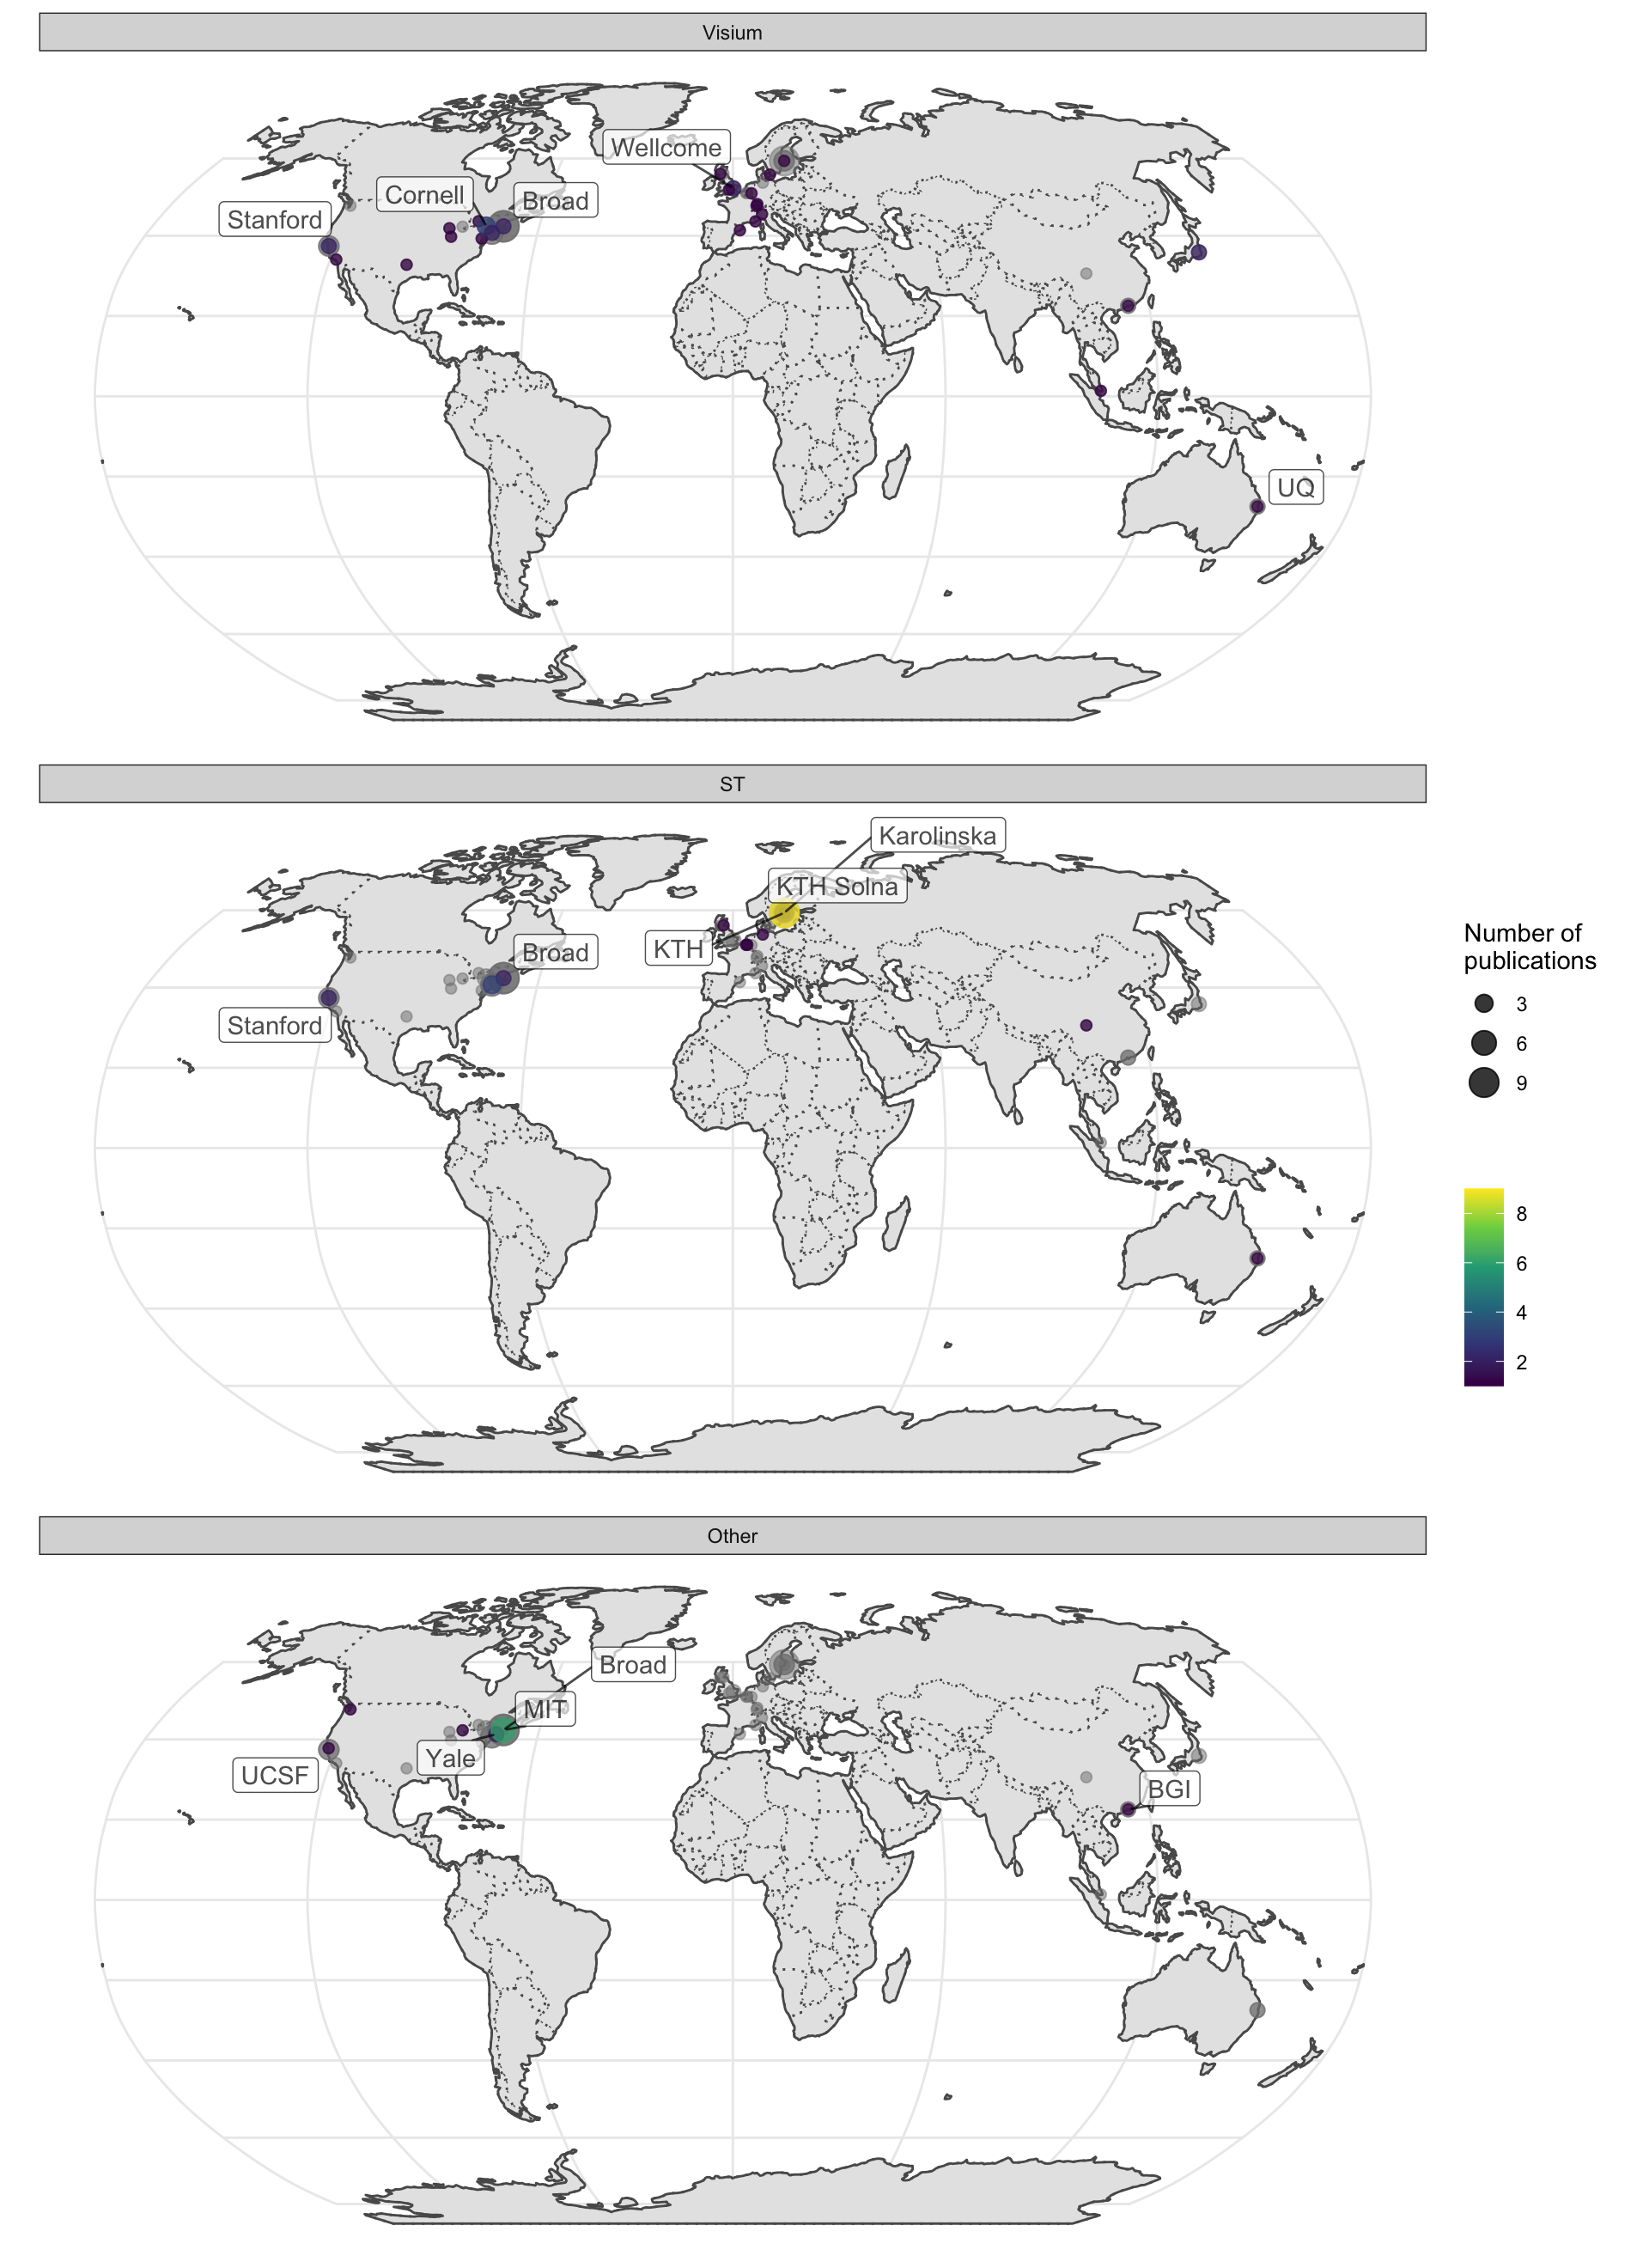 Visium
Wellcome
Cornell
Broad
Stanford
UQ
ST
Karolinska
KTH Solna
KTH
Broad
Stanford
Number of
publications
3
6
9
8
6
4
2
Other
Broad
MIT
Yale
UCSF
BGI